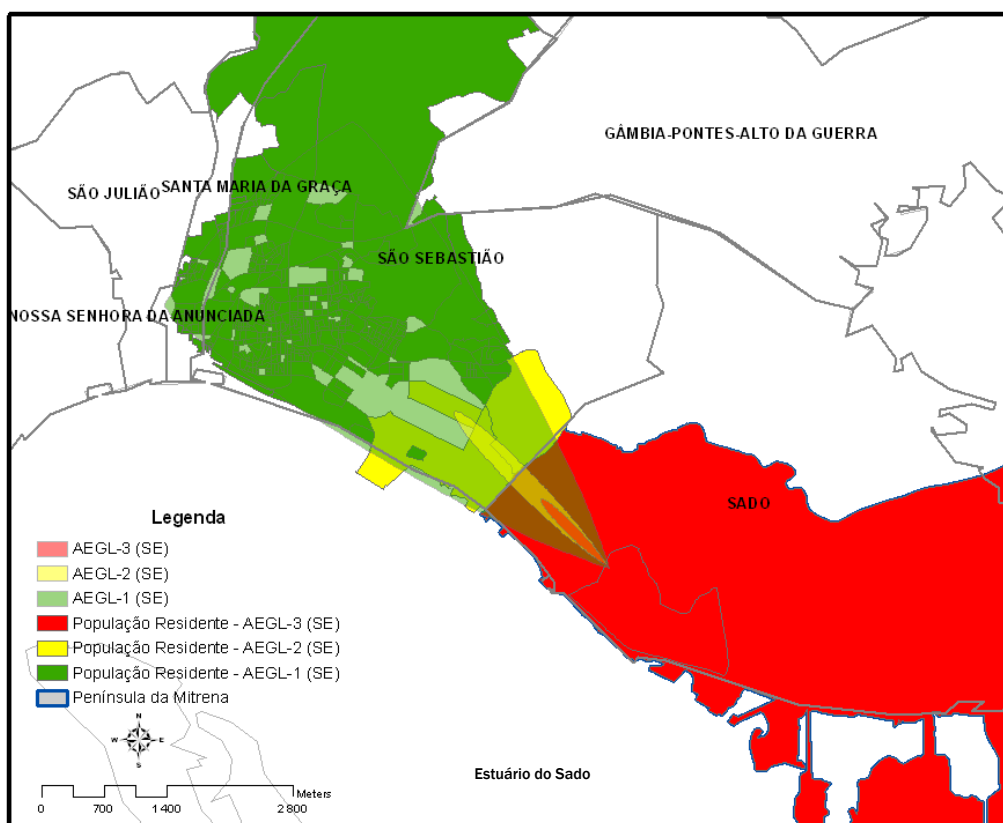 GÂMBIA-PONTES-ALTO DA GUERRA
SÃO JULIÃO
SANTA MARIA DA GRAÇA
SÃO SEBASTIÃO
NOSSA SENHORA DA ANUNCIADA
SADO
Legenda
AEGL-3 (SE)
AEGL-2 (SE)
AEGL-1 (SE)
População Residente - AEGL-3 (SE)
População Residente - AEGL-2 (SE)
População Residente - AEGL-1 (SE)
Península da Mitrena
N
W E
S
Estuário do Sado
Meters
0 700 1 400 2 800